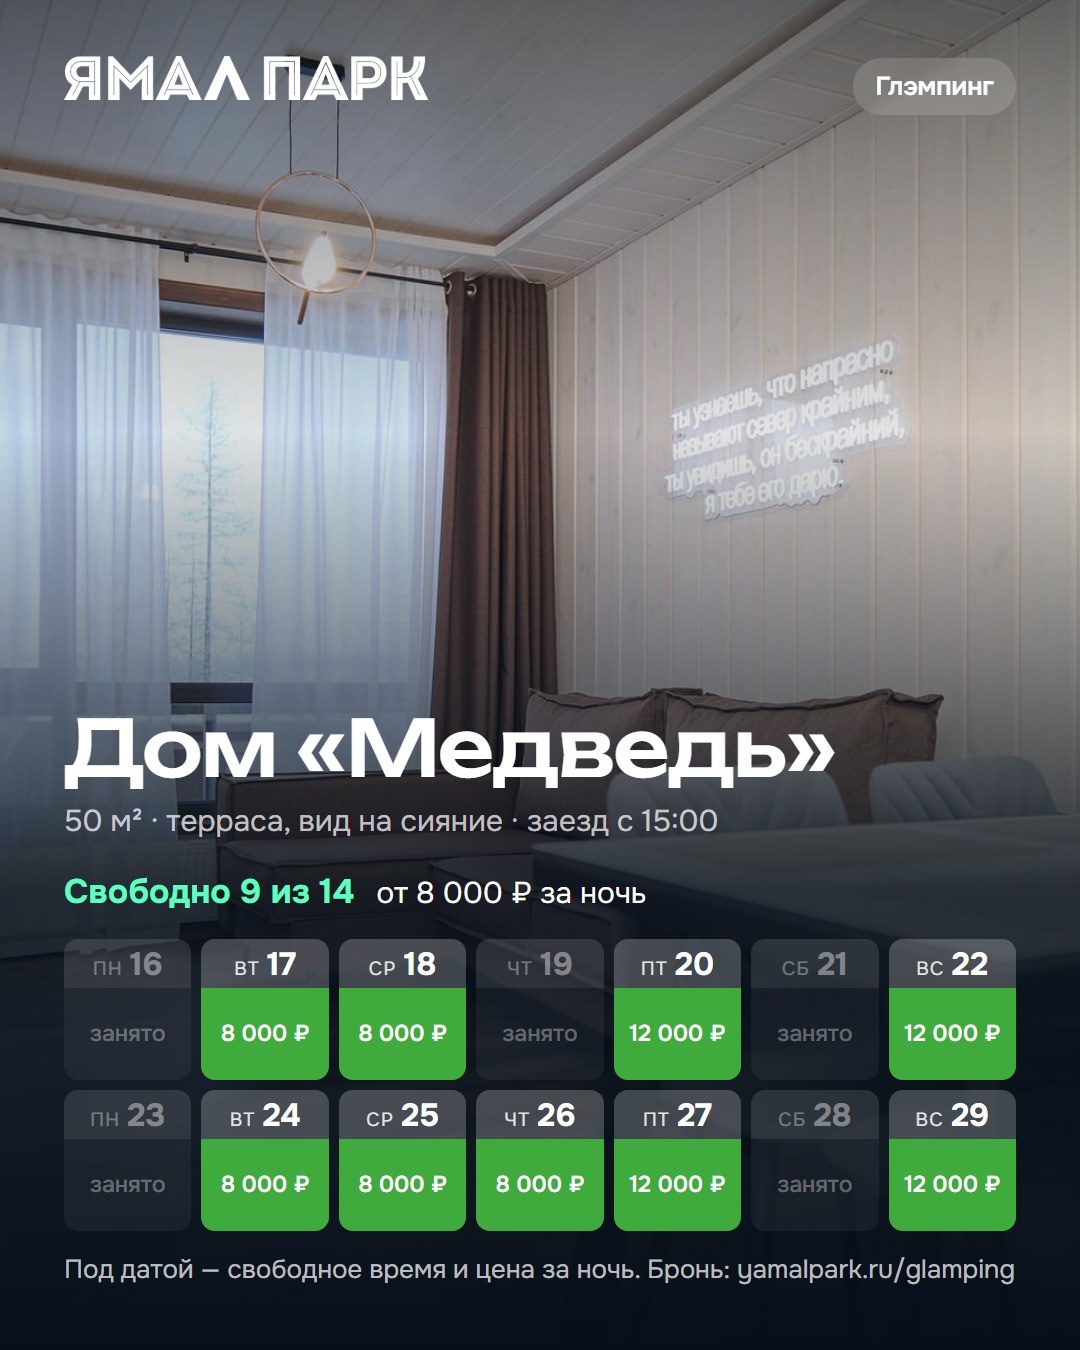 ЯМАЛ ПАРК
Глэмпинг
ты узнаешь, что напрасно
называют север крайним,
ты увидишь, он бескрайний,
я тебе его дарю.
Дом «Медведь»
50 м² · терраса, вид на сияние · заезд с 15:00
Свободно 9 из 14 от 8 000 ₽ за ночь
ПН 16 ВТ 17 СР 18 ЧТ 19 ПТ 20 СБ 21 ВС 22
занято 8 000 ₽ 8 000 ₽ занято 12 000 ₽ занято 12 000 ₽
ПН 23 ВТ 24 СР 25 ЧТ 26 ПТ 27 СБ 28 ВС 29
занято 8 000 ₽ 8 000 ₽ 8 000 ₽ 12 000 ₽ занято 12 000 ₽
Под датой — свободное время и цена за ночь. Бронь: yamalpark.ru/glamping